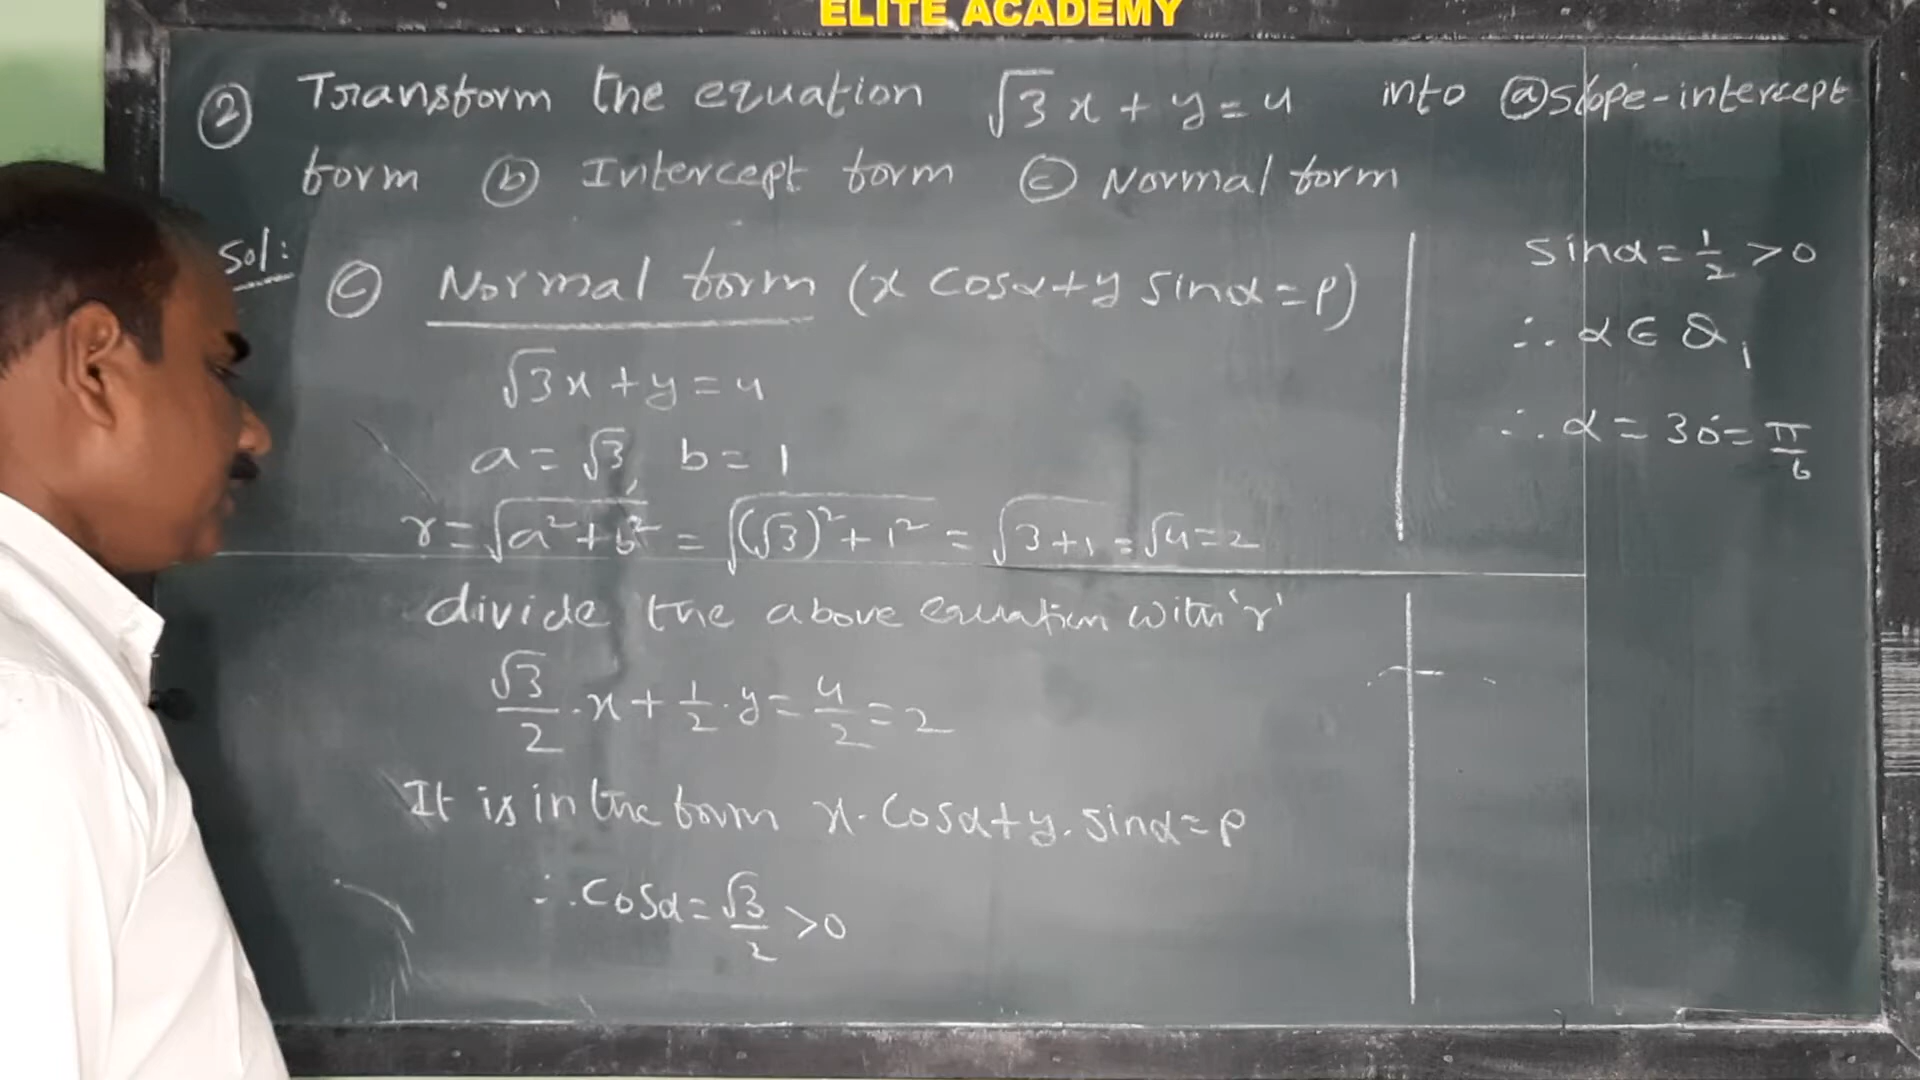 ELITE ACADEMY
② Transform the equation √3x + y = 4 into ⓐ slope-intercept
form ⓑ Intercept form ⓒ Normal form
Sol:
ⓒ Normal form (x cosα + y sinα = p)
√3x + y = 4
a = √3, b = 1
r = √(a² + b²) = √((√3)² + 1²) = √(3+1) = √4 = 2
divide the above equation with 'r'
√3/2 · x + 1/2 · y = 4/2 = 2
It is in the form x · cosα + y · sinα = p
∴ cosα = √3/2 > 0
sinα = 1/2 > 0
∴ α ∈ Q₁
∴ α = 30° = π/6